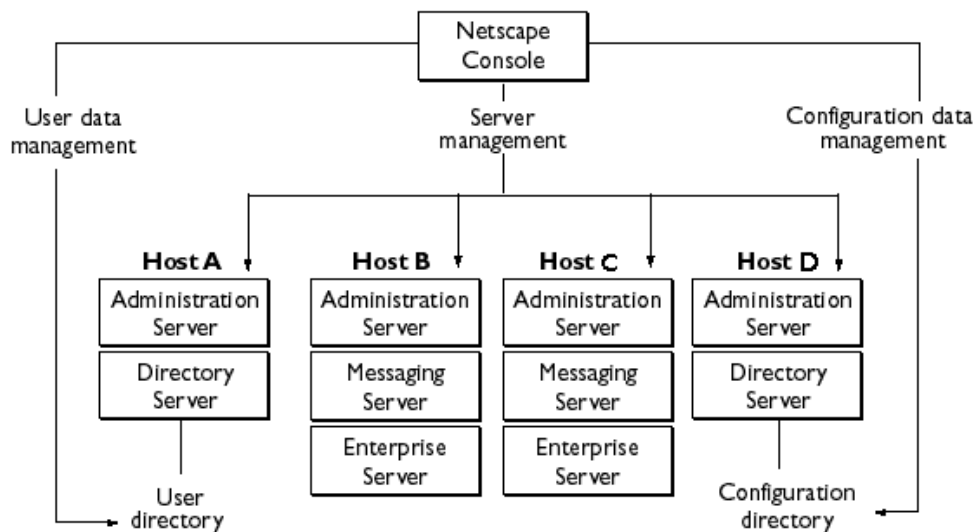 Netscape
Console
User data
management
Server
management
Configuration data
management
Host A
Host B
Host C
Host D
Administration
Server
Administration
Server
Administration
Server
Administration
Server
Directory
Server
Messaging
Server
Messaging
Server
Directory
Server
Enterprise
Server
Enterprise
Server
User
directory
Configuration
directory